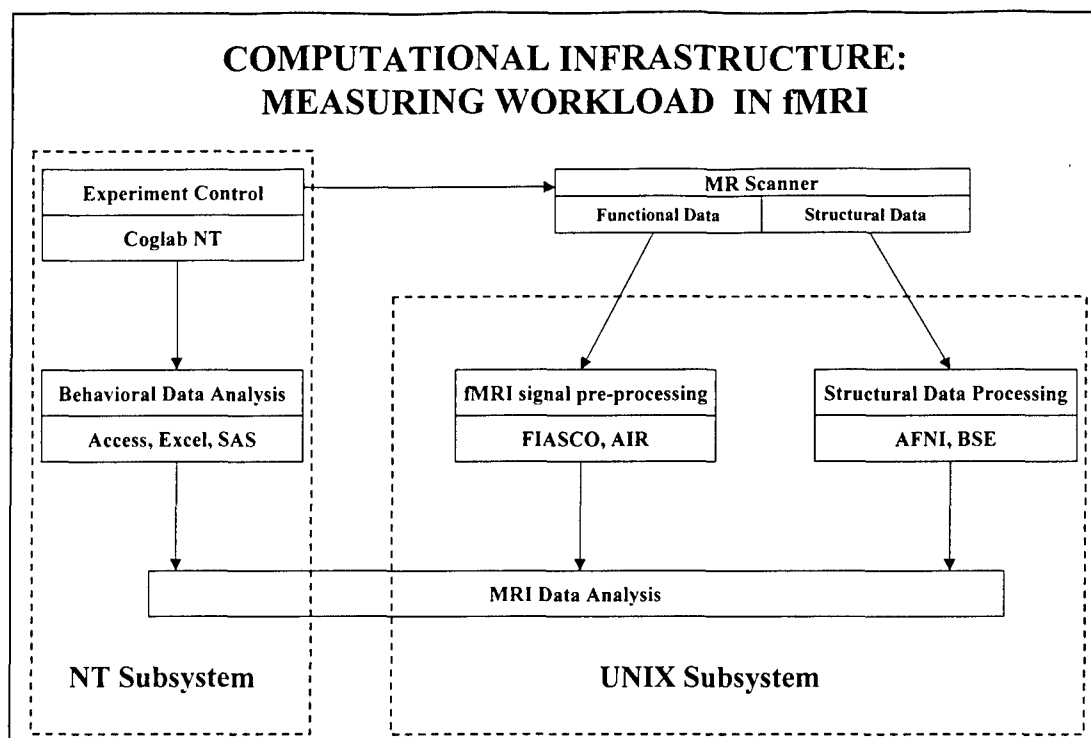 COMPUTATIONAL INFRASTRUCTURE:
MEASURING WORKLOAD IN fMRI
Experiment Control
Coglab NT
MR Scanner
Functional Data
Structural Data
Behavioral Data Analysis
Access, Excel, SAS
fMRI signal pre-processing
FIASCO, AIR
Structural Data Processing
AFNI, BSE
MRI Data Analysis
NT Subsystem
UNIX Subsystem